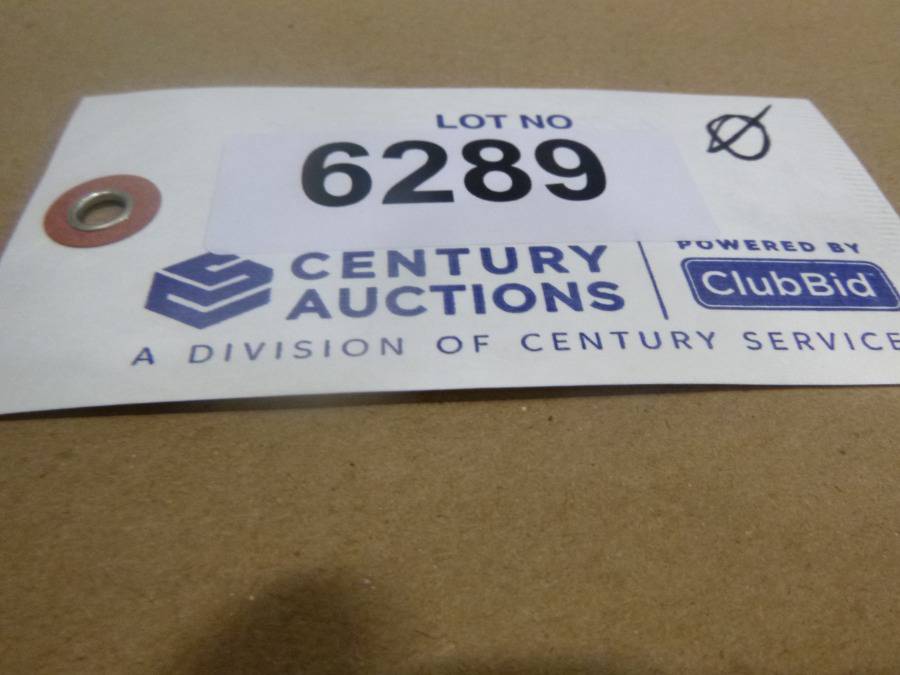 LOT NO
6289
Ø
CENTURY
AUCTIONS
POWERED BY
ClubBid
A DIVISION OF CENTURY SERVICE